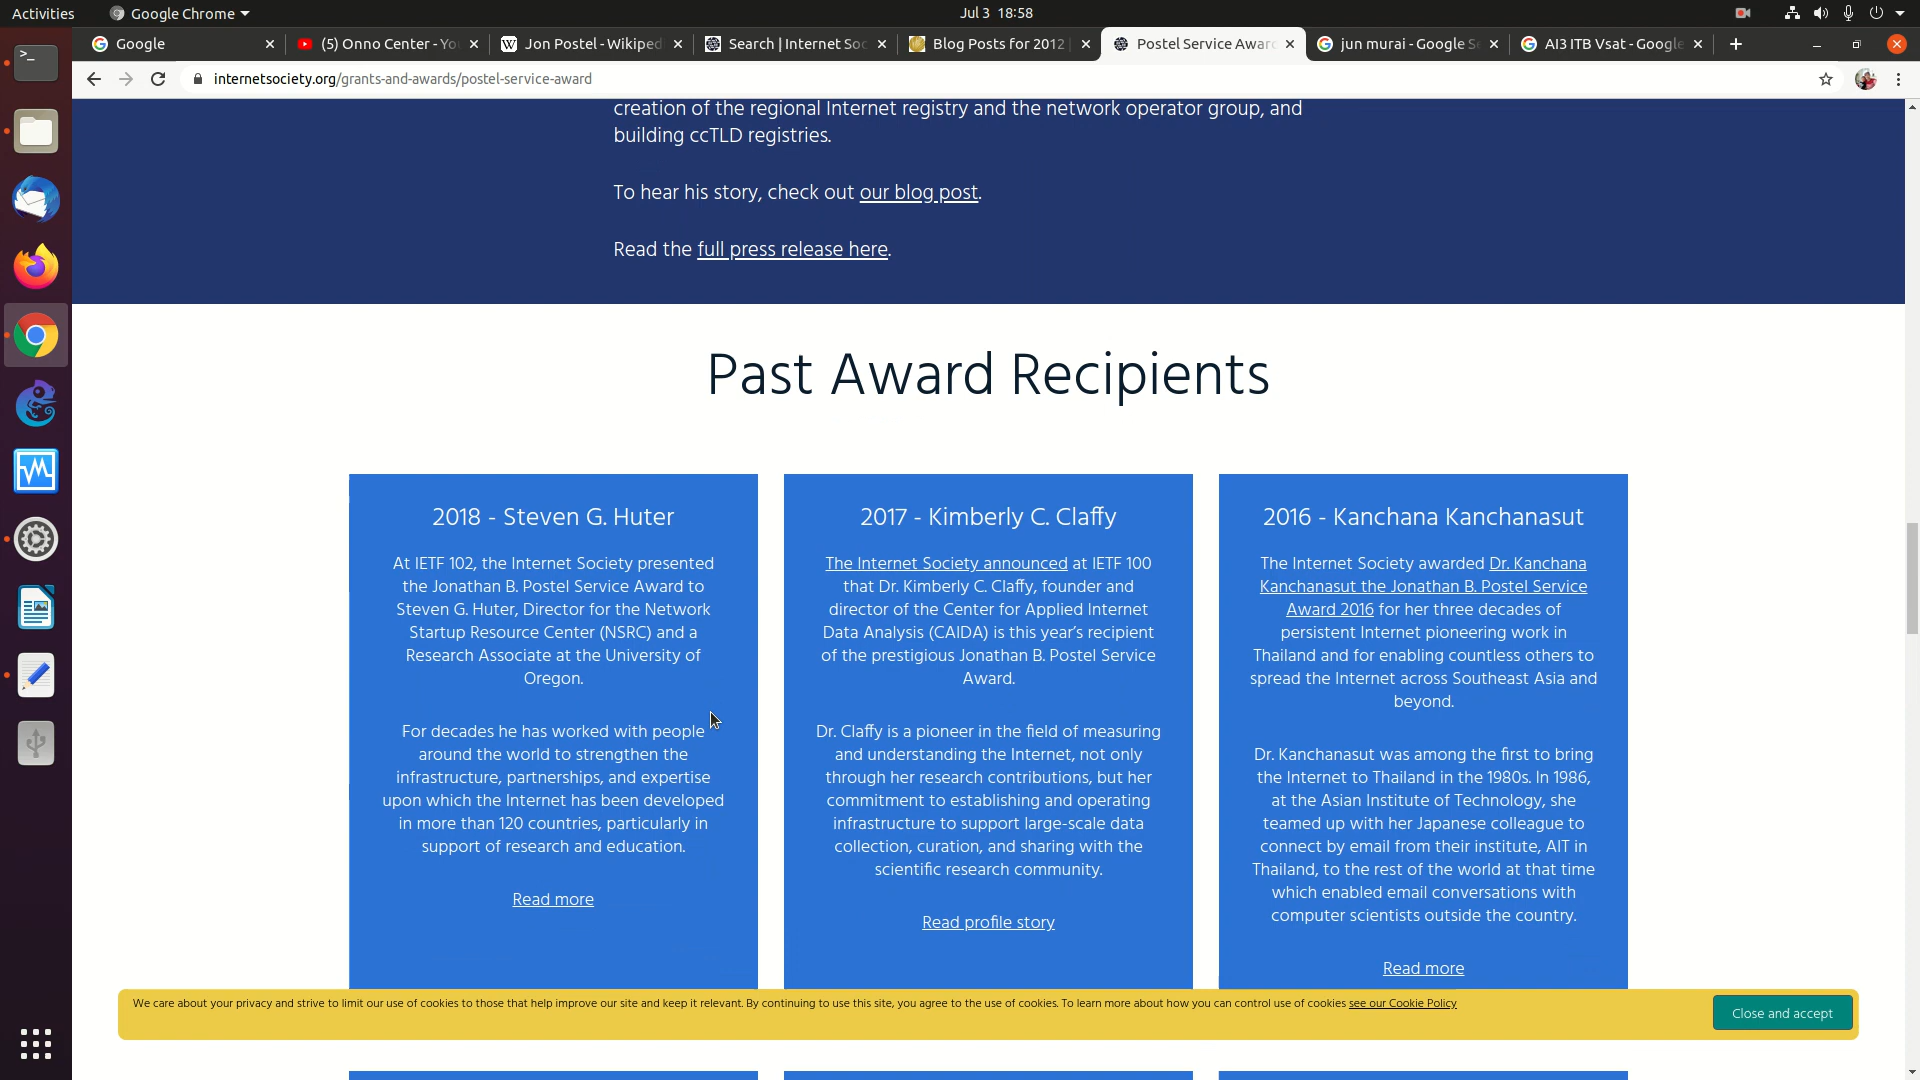 Activities
Google Chrome
Jul 3 18:58
Google
(5) Onno Center - Yo
Jon Postel - Wikiped
Search | Internet Soc
Blog Posts for 2012 |
Postel Service Awar
jun murai - Google Se
AI3 ITB Vsat - Google
internetsociety.org/grants-and-awards/postel-service-award
creation of the regional Internet registry and the network operator group, and
building ccTLD registries.
To hear his story, check out our blog post.
Read the full press release here.
Past Award Recipients
2018 - Steven G. Huter
At IETF 102, the Internet Society presented
the Jonathan B. Postel Service Award to
Steven G. Huter, Director for the Network
Startup Resource Center (NSRC) and a
Research Associate at the University of
Oregon.
For decades he has worked with people
around the world to strengthen the
infrastructure, partnerships, and expertise
upon which the Internet has been developed
in more than 120 countries, particularly in
support of research and education.
Read more
2017 - Kimberly C. Claffy
The Internet Society announced at IETF 100
that Dr. Kimberly C. Claffy, founder and
director of the Center for Applied Internet
Data Analysis (CAIDA) is this year's recipient
of the prestigious Jonathan B. Postel Service
Award.
Dr. Claffy is a pioneer in the field of measuring
and understanding the Internet, not only
through her research contributions, but her
commitment to establishing and operating
infrastructure to support large-scale data
collection, curation, and sharing with the
scientific research community.
Read profile story
2016 - Kanchana Kanchanasut
The Internet Society awarded Dr. Kanchana
Kanchanasut the Jonathan B. Postel Service
Award 2016 for her three decades of
persistent Internet pioneering work in
Thailand and for enabling countless others to
spread the Internet across Southeast Asia and
beyond.
Dr. Kanchanasut was among the first to bring
the Internet to Thailand in the 1980s. In 1986,
at the Asian Institute of Technology, she
teamed up with her Japanese colleague to
connect by email from their institute, AIT in
Thailand, to the rest of the world at that time
which enabled email conversations with
computer scientists outside the country.
Read more
We care about your privacy and strive to limit our use of cookies to those that help improve our site and keep it relevant. By continuing to use this site, you agree to the use of cookies. To learn more about how you can control use of cookies see our Cookie Policy
Close and accept